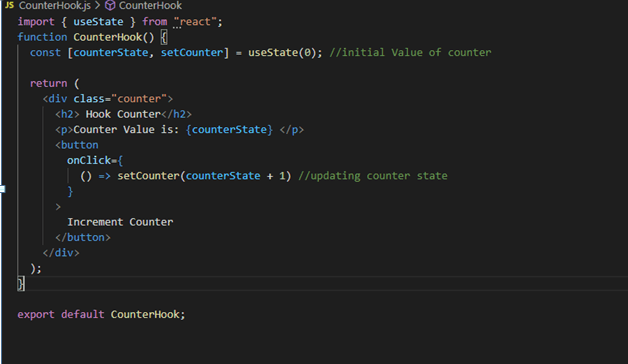 JS CounterHook.js > CounterHook
import { useState } from "react";
function CounterHook() {
const [counterState, setCounter] = useState(0); //initial Value of counter
return (
<div class="counter">
<h2> Hook Counter</h2>
<p>Counter Value is: {counterState} </p>
<button
onClick={
() => setCounter(counterState + 1) //updating counter state
}
>
Increment Counter
</button>
</div>
);
}
export default CounterHook;